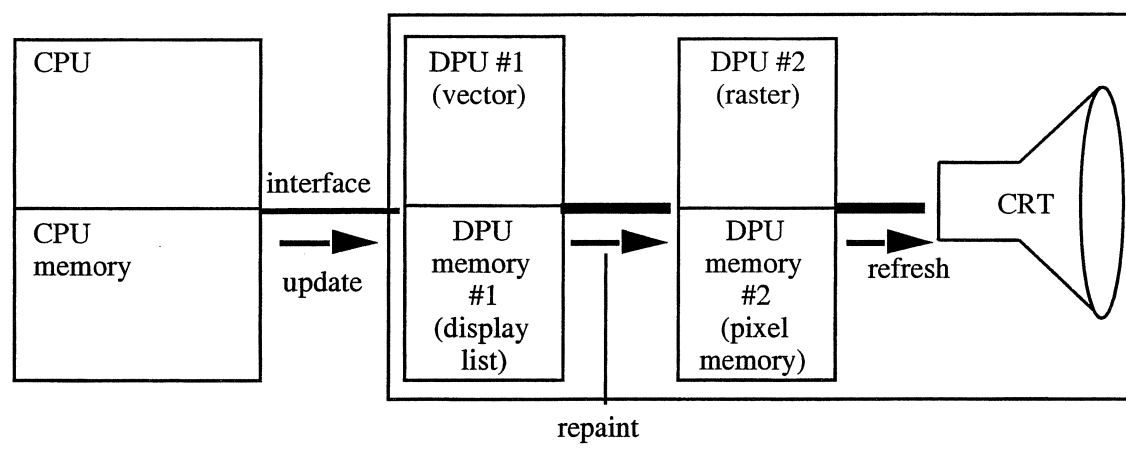 CPU
CPU
memory
interface
update
DPU #1
(vector)
DPU
memory
#1
(display
list)
repaint
DPU #2
(raster)
DPU
memory
#2
(pixel
memory)
refresh
CRT